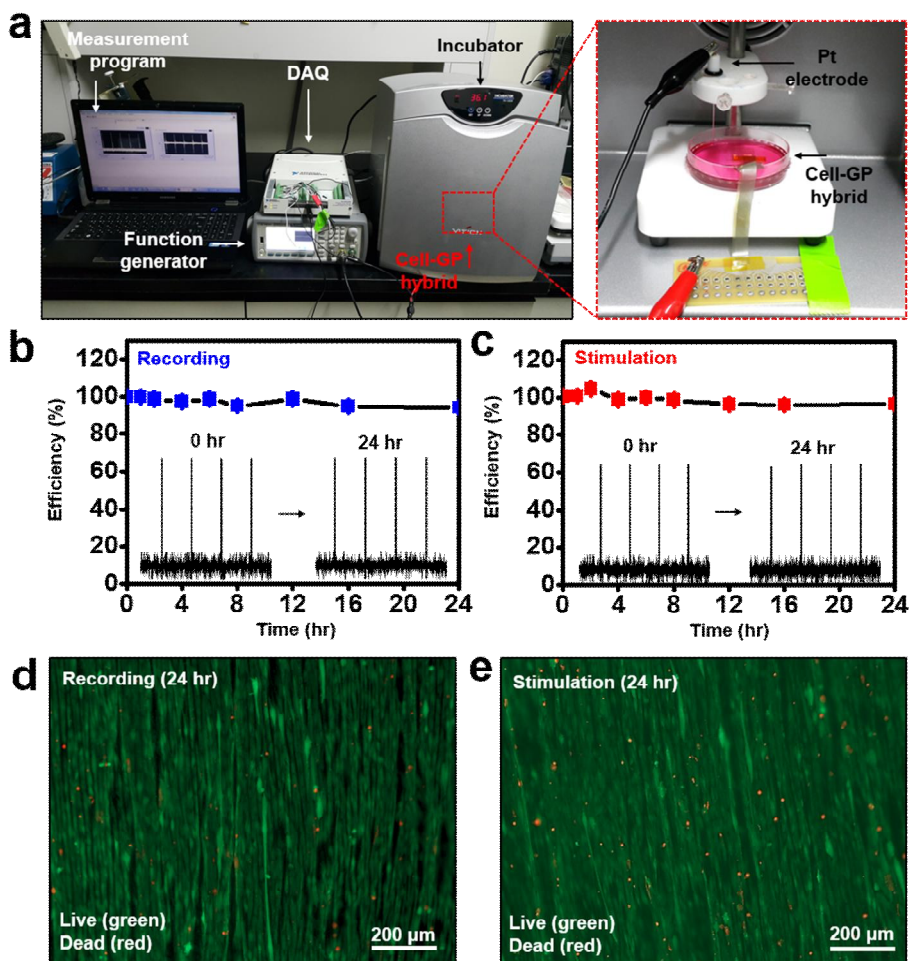 a
Measurement
program
DAQ
Incubator
Function
generator
Cell-GP
hybrid
Pt
electrode
Cell-GP
hybrid
b
Recording
Efficiency (%)
120
100
80
60
40
20
0
0 hr
24 hr
0 4 8 12 16 20 24
Time (hr)
c
Stimulation
Efficiency (%)
120
100
80
60
40
20
0
0 hr
24 hr
0 4 8 12 16 20 24
Time (hr)
d
Recording (24 hr)
Live (green)
Dead (red)
200 μm
e
Stimulation (24 hr)
Live (green)
Dead (red)
200 μm